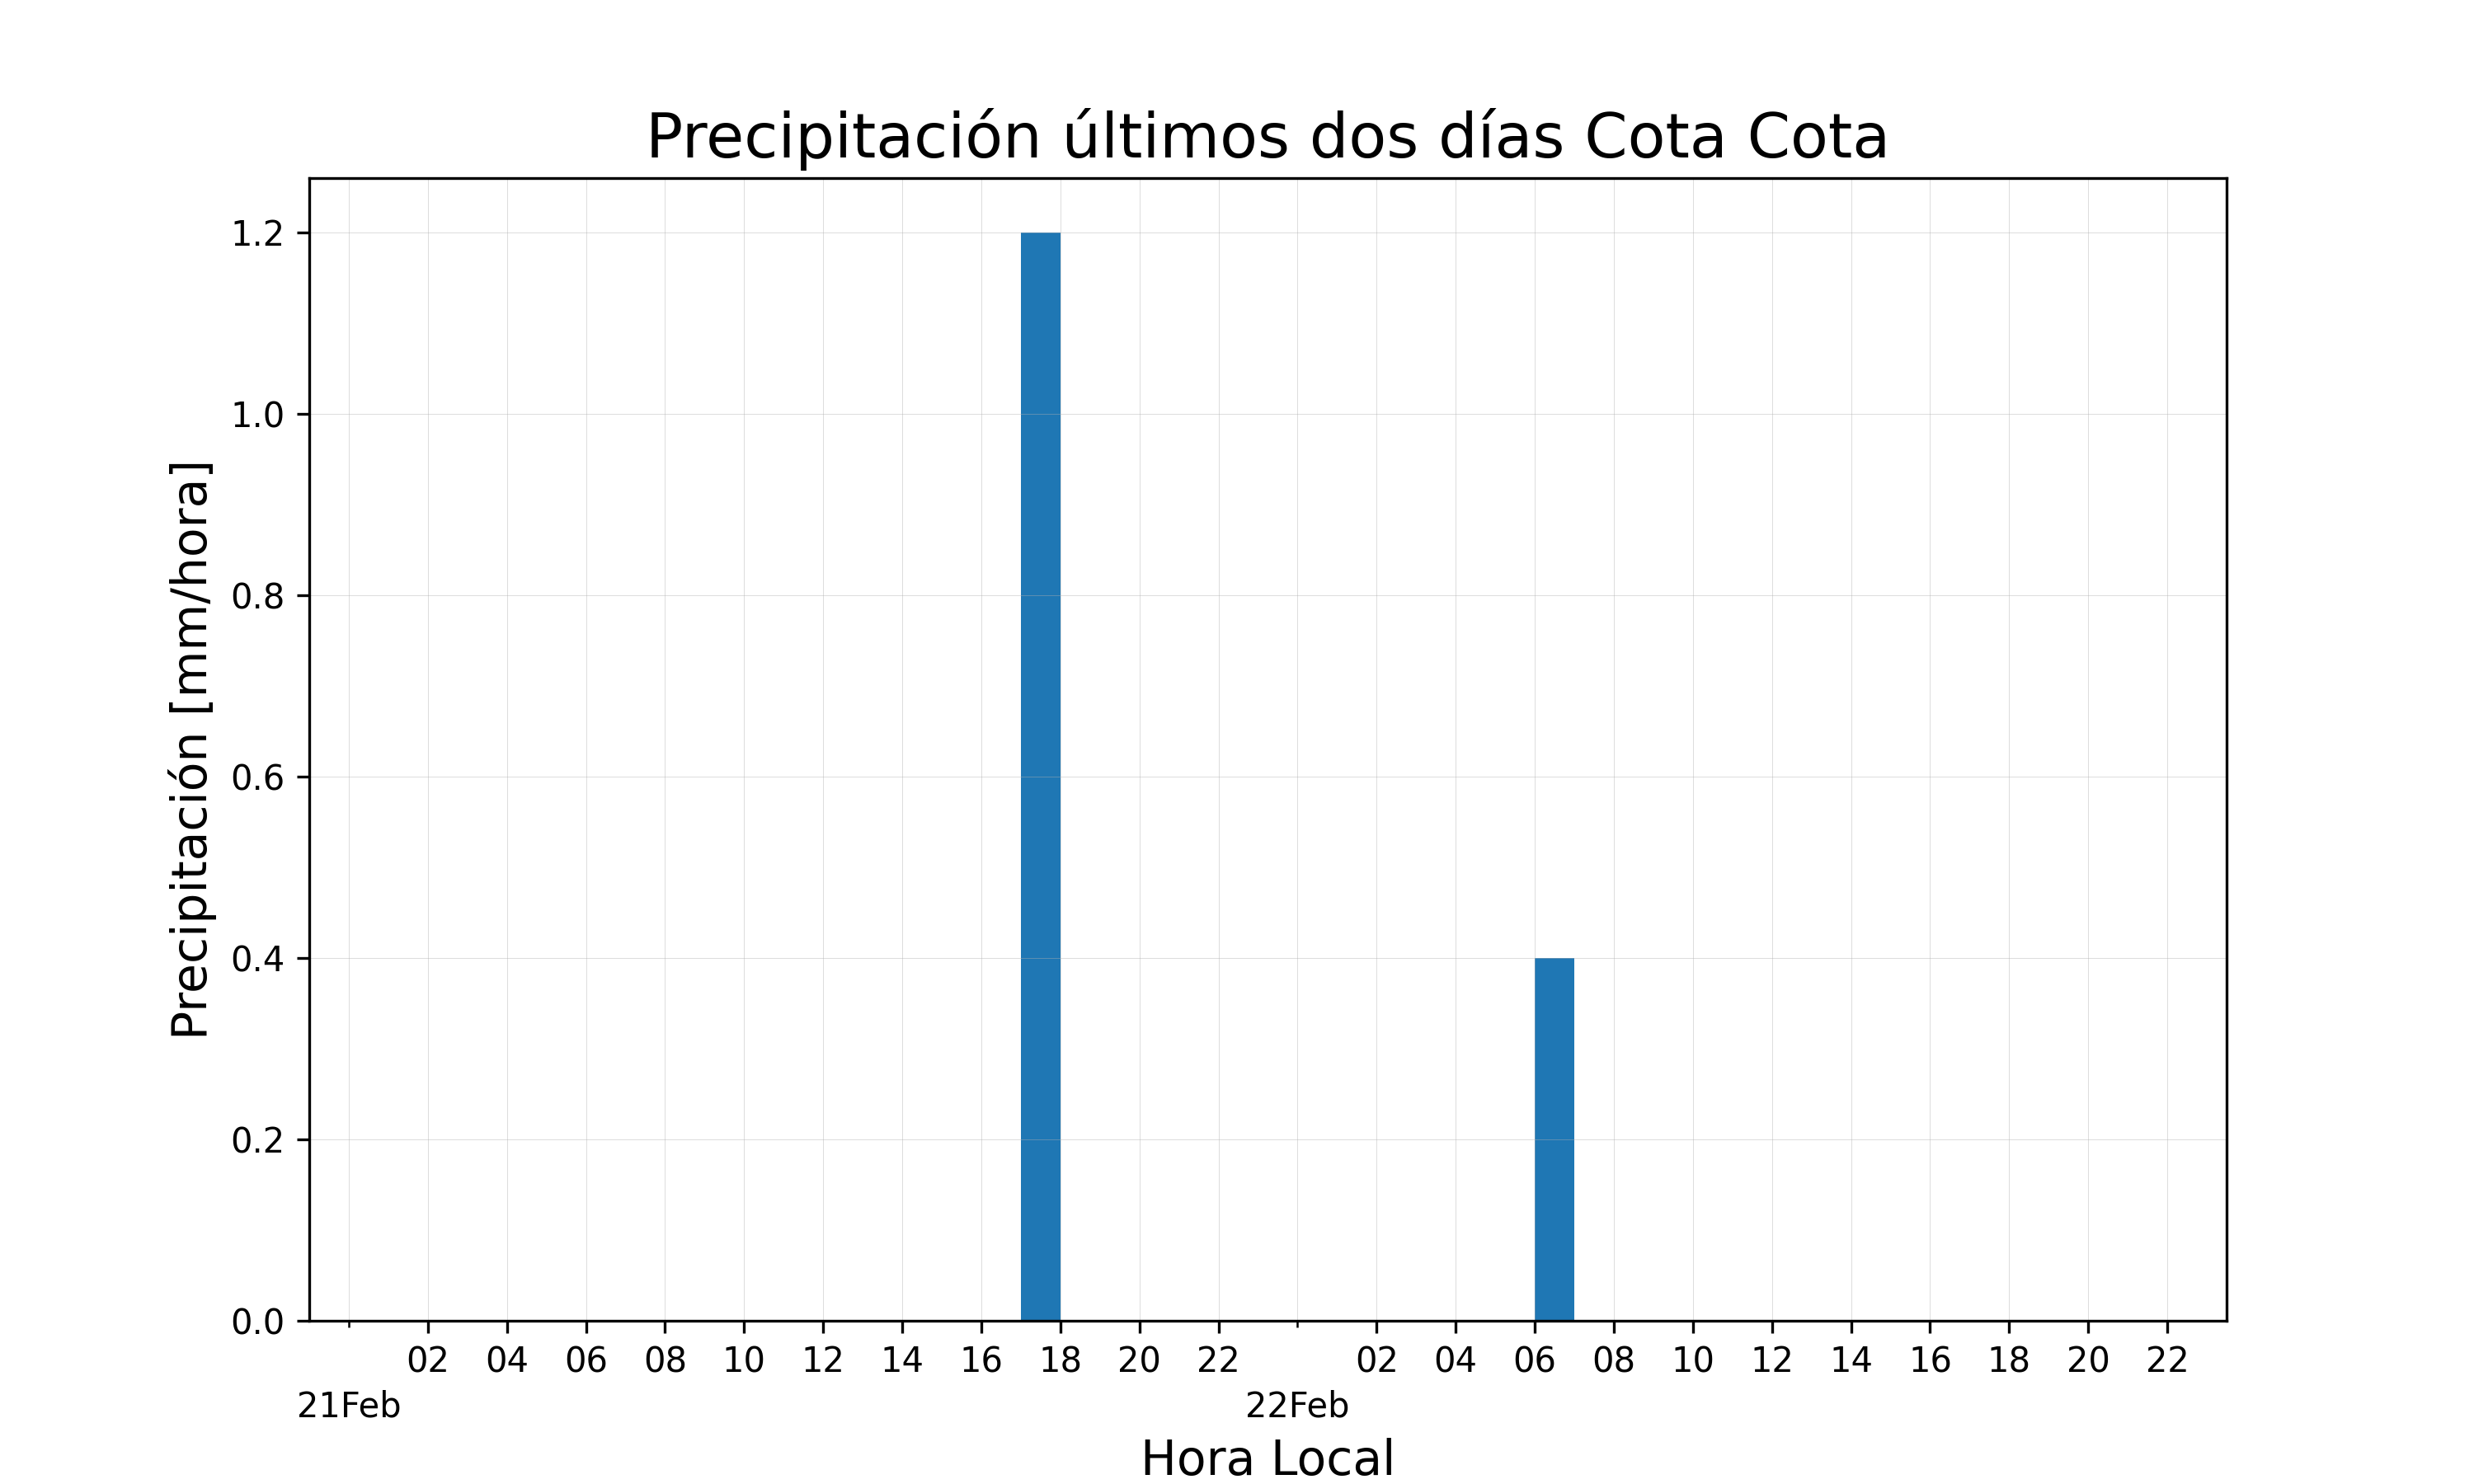 Precipitación últimos dos días Cota Cota
Precipitación [mm/hora]
1.2
1.0
0.8
0.6
0.4
0.2
0.0
02 04 06 08 10 12 14 16 18 20 22 02 04 06 08 10 12 14 16 18 20 22
21Feb 22Feb
Hora Local